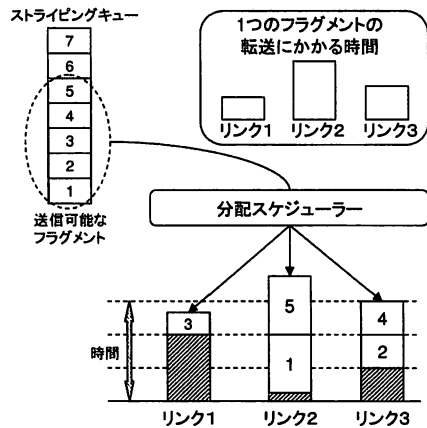 ストライピングキュー
7
6
5
4
3
2
1
送信可能な
フラグメント
1つのフラグメントの
転送にかかる時間
リンク1
リンク2
リンク3
分配スケジューラー
時間
3
5
1
4
2
リンク1
リンク2
リンク3